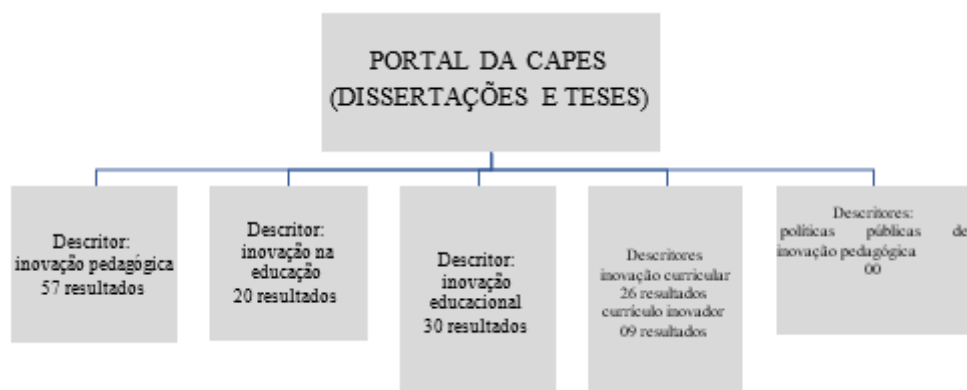 PORTAL DA CAPES
(DISSERTAÇÕES E TESES)
Descritor:
inovação pedagógica
57 resultados
Descritor:
inovação na
educação
20 resultados
Descritor:
inovação
educacional
30 resultados
Descritores
inovação curricular
26 resultados
currículo inovador
09 resultados
Descritores:
políticas públicas de
inovação pedagógica
00